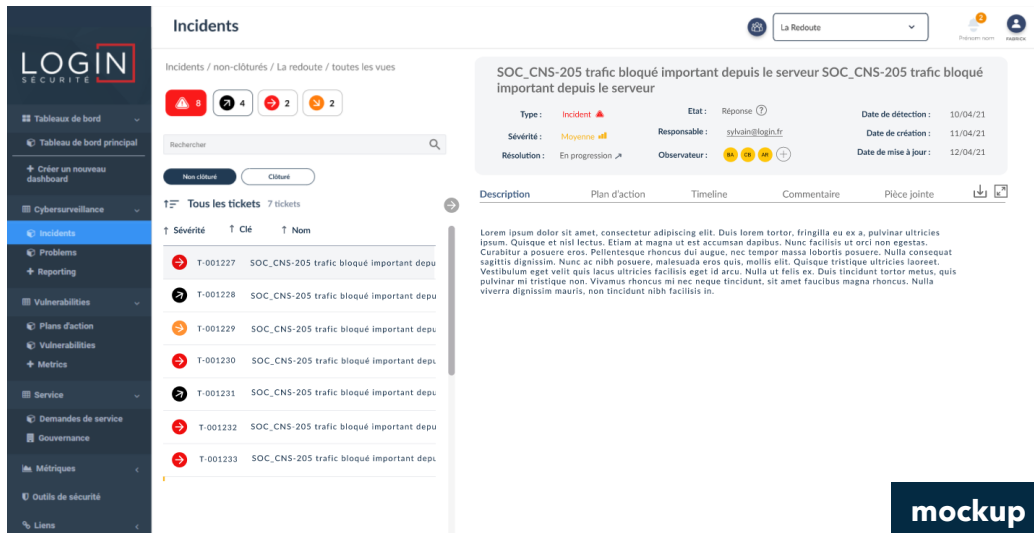 LOGIN
SÉCURITÉ
Tableaux de bord
Tableau de bord principal
+ Créer un nouveau
dashboard
Cybersurveillance
Incidents
Problems
+ Reporting
Vulnerabilities
Plans d'action
Vulnerabilities
+ Metrics
Service
Demandes de service
Gouvernance
Métriques
Outils de sécurité
Liens
Incidents
La Redoute
2
Prénom nom
FABRICE
Incidents / non-clôturés / La redoute / toutes les vues
8
4
2
2
Rechercher
Non clôturé
Clôturé
Tous les tickets 7 tickets
↑ Sévérité ↑ Clé ↑ Nom
T-001227 SOC_CNS-205 trafic bloqué important depu
T-001228 SOC_CNS-205 trafic bloqué important depu
T-001229 SOC_CNS-205 trafic bloqué important depu
T-001230 SOC_CNS-205 trafic bloqué important depu
T-001231 SOC_CNS-205 trafic bloqué important depu
T-001232 SOC_CNS-205 trafic bloqué important depu
T-001233 SOC_CNS-205 trafic bloqué important depu
SOC_CNS-205 trafic bloqué important depuis le serveur SOC_CNS-205 trafic bloqué
important depuis le serveur
Type : Incident Etat : Réponse ? Date de détection : 10/04/21
Sévérité : Moyenne Responsable : sylvain@login.fr Date de création : 11/04/21
Résolution : En progression Observateur : BA CB AR + Date de mise à jour : 12/04/21
Description Plan d'action Timeline Commentaire Pièce jointe
Lorem ipsum dolor sit amet, consectetur adipiscing elit. Duis lorem tortor, fringilla eu ex a, pulvinar ultricies
ipsum. Quisque et nisl lectus. Etiam at magna ut est accumsan dapibus. Nunc facilisis ut orci non egestas.
Curabitur a posuere eros. Pellentesque rhoncus dui augue, nec tempor massa lobortis posuere. Nulla consequat
sagittis dignissim. Nunc ac nibh posuere, malesuada eros quis, mollis elit. Quisque tristique ultricies laoreet.
Vestibulum eget velit quis lacus ultricies facilisis eget id arcu. Nulla ut felis ex. Duis tincidunt tortor metus, quis
pulvinar mi tristique non. Vivamus rhoncus mi nec neque tincidunt, sit amet faucibus magna rhoncus. Nulla
viverra dignissim mauris, non tincidunt nibh facilisis in.
mockup